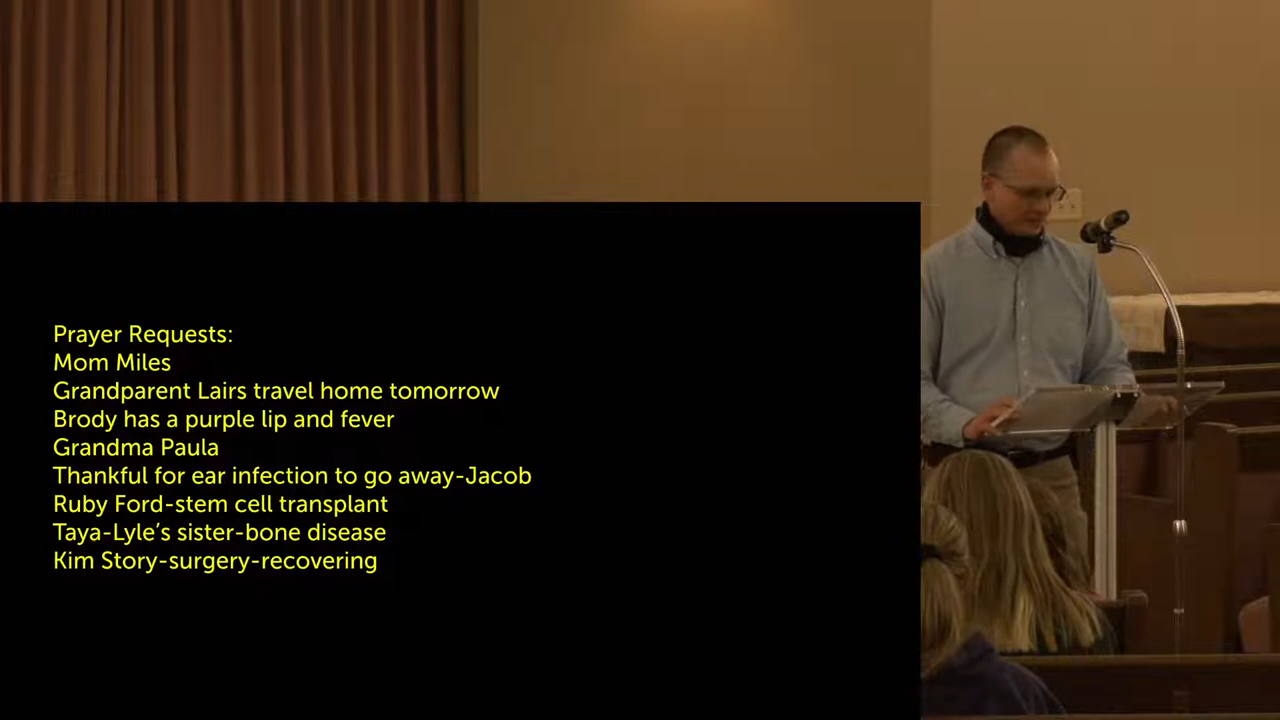 Prayer Requests:
Mom Miles
Grandparent Lairs travel home tomorrow
Brody has a purple lip and fever
Grandma Paula
Thankful for ear infection to go away-Jacob
Ruby Ford-stem cell transplant
Taya-Lyle’s sister-bone disease
Kim Story-surgery-recovering